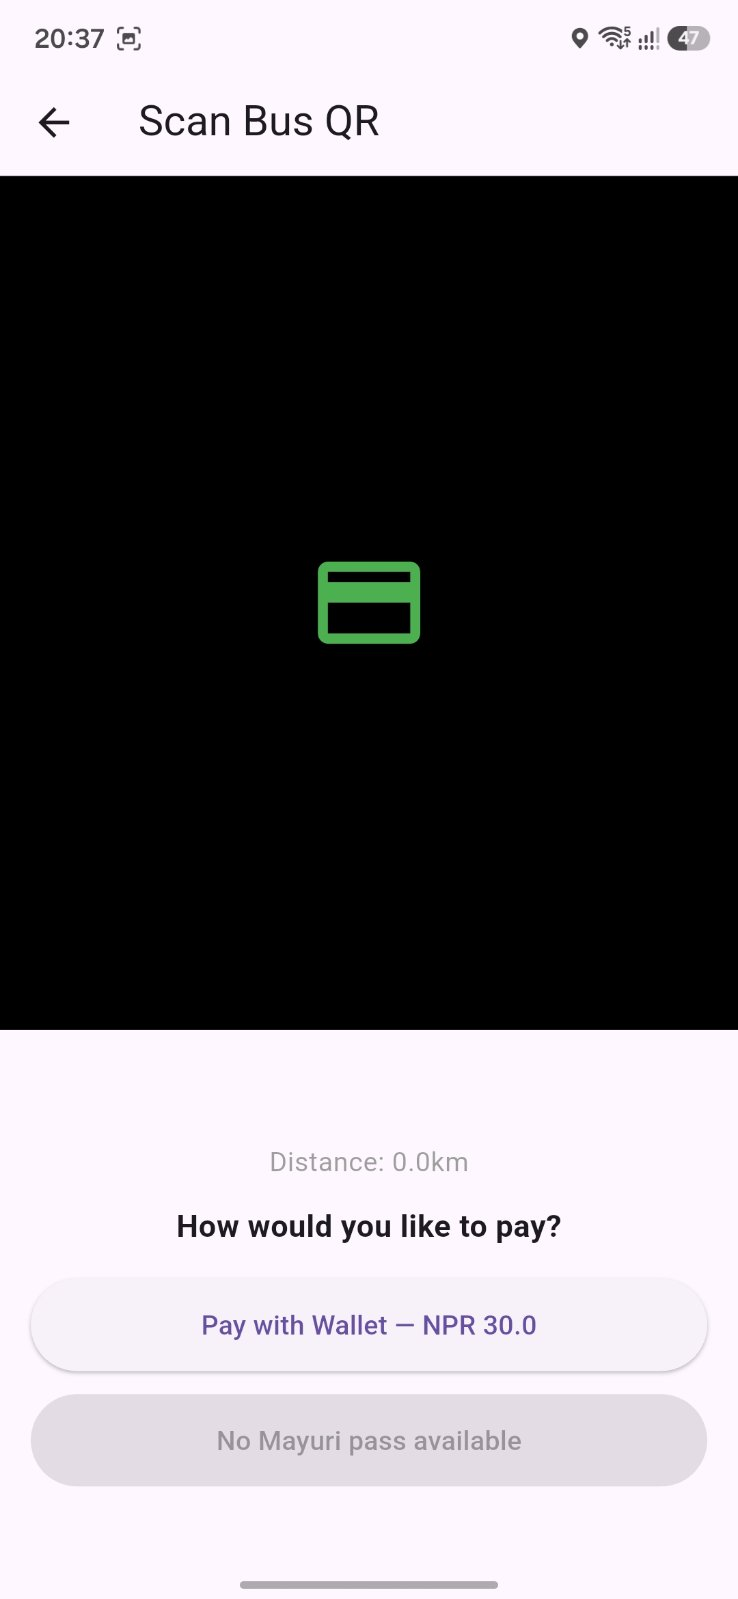 20:37
5
47
Scan Bus QR
Distance: 0.0km
How would you like to pay?
Pay with Wallet — NPR 30.0
No Mayuri pass available